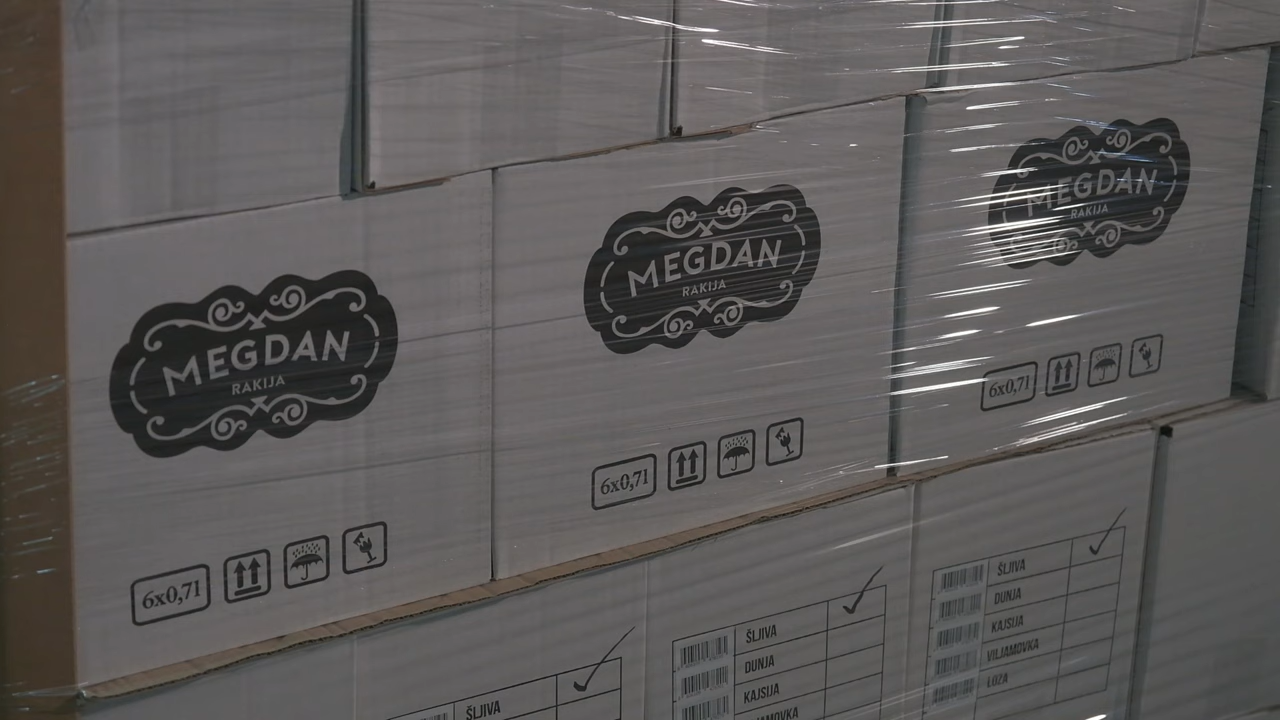 MEGDAN
RAKIJA
6x0,7l
MEGDAN
RAKIJA
6x0,7l
MEGDAN
RAKIJA
6x0,7l
ŠLJIVA
ŠLJIVA
DUNJA
KAJSIJA
ŠLJIVA
DUNJA
KAJSIJA
VILJAMOVKA
LOZA